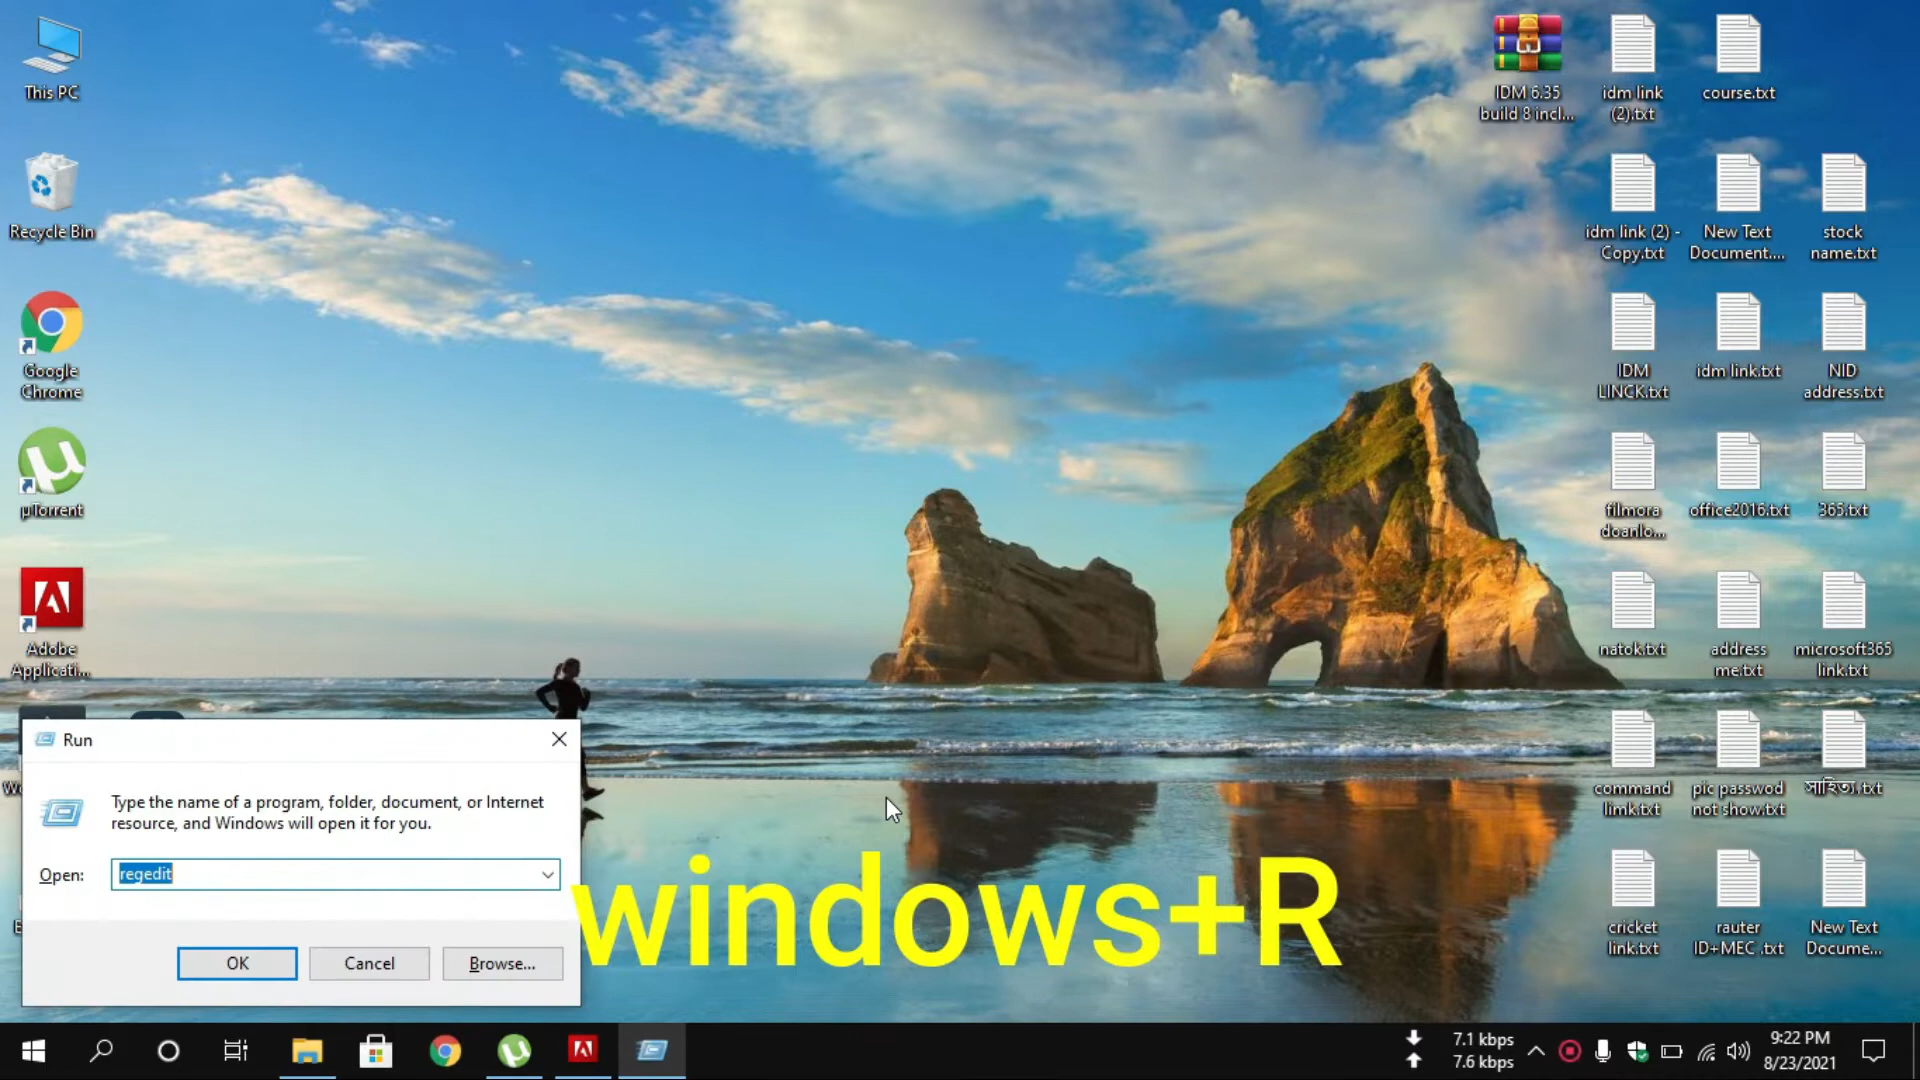 This PC
Recycle Bin
Google
Chrome
µTorrent
Adobe
Applicati...
IDM 6.35
build 8 incl...
idm link
(2).txt
course.txt
idm link (2) -
Copy.txt
New Text
Document....
stock
name.txt
IDM
LINCK.txt
idm link.txt
NID
address.txt
filmora
doanlo...
office2016.txt
365.txt
natok.txt
address
me.txt
microsoft365
link.txt
command
limk.txt
pic passwod
not show.txt
সাহিত্য.txt
cricket
link.txt
rauter
ID+MEC .txt
New Text
Docume...
Run
Type the name of a program, folder, document, or Internet
resource, and Windows will open it for you.
Open:
regedit
OK
Cancel
Browse...
windows+R
7.1 kbps
7.6 kbps
9:22 PM
8/23/2021